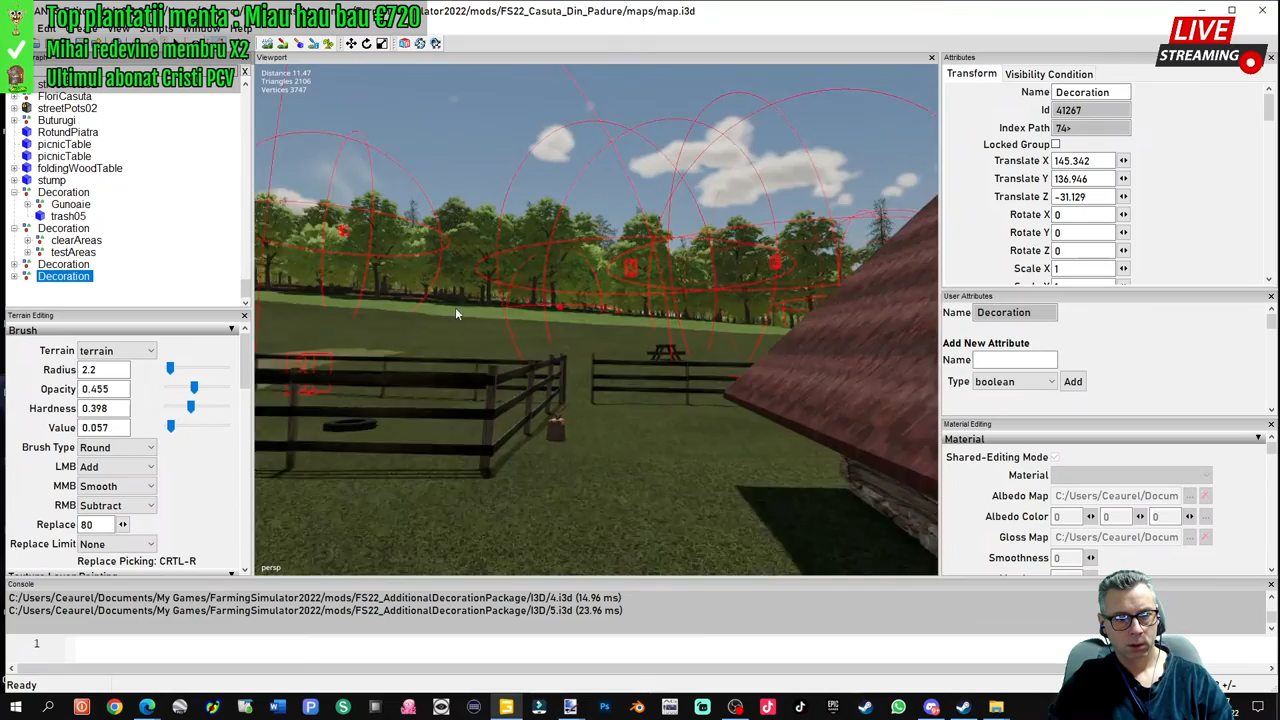 Top plantatii menta : Miau hau bau €720
Mihai redevine membru X2
Ultimul abonat Cristi PCV
atorSimulator2022/mods/FS22_Casuta_Din_Padure/maps/map.i3d
LIVE
STREAMING
Viewport
Distance 11.47
Triangles 2106
Vertices 3747
persp
FloriCasuta
streetPots02
Buturugi
RotundPiatra
picnicTable
picnicTable
foldingWoodTable
stump
Decoration
Gunoaie
trash05
Decoration
clearAreas
testAreas
Decoration
Decoration
Terrain Editing
Brush
Terrain terrain
Radius 2.2
Opacity 0.455
Hardness 0.398
Value 0.057
Brush Type Round
LMB Add
MMB Smooth
RMB Subtract
Replace 80
Replace Limit None
Replace Picking: CRTL-R
Attributes
Transform Visibility Condition
Name Decoration
Id 41267
Index Path 74>
Locked Group
Translate X 145.342
Translate Y 136.946
Translate Z -31.129
Rotate X 0
Rotate Y 0
Rotate Z 0
Scale X 1
User Attributes
Name Decoration
Add New Attribute
Name
Type boolean Add
Material Editing
Material
Shared-Editing Mode
Material
Albedo Map C:/Users/Ceaurel/Docum ...
Albedo Color 0 0 0 ...
Gloss Map C:/Users/Ceaurel/Docum ...
Smoothness 0
Console
C:/Users/Ceaurel/Documents/My Games/FarmingSimulator2022/mods/FS22_AdditionalDecorationPackage/I3D/4.i3d (14.96 ms)
C:/Users/Ceaurel/Documents/My Games/FarmingSimulator2022/mods/FS22_AdditionalDecorationPackage/I3D/5.i3d (23.96 ms)
1
Ready
+/-